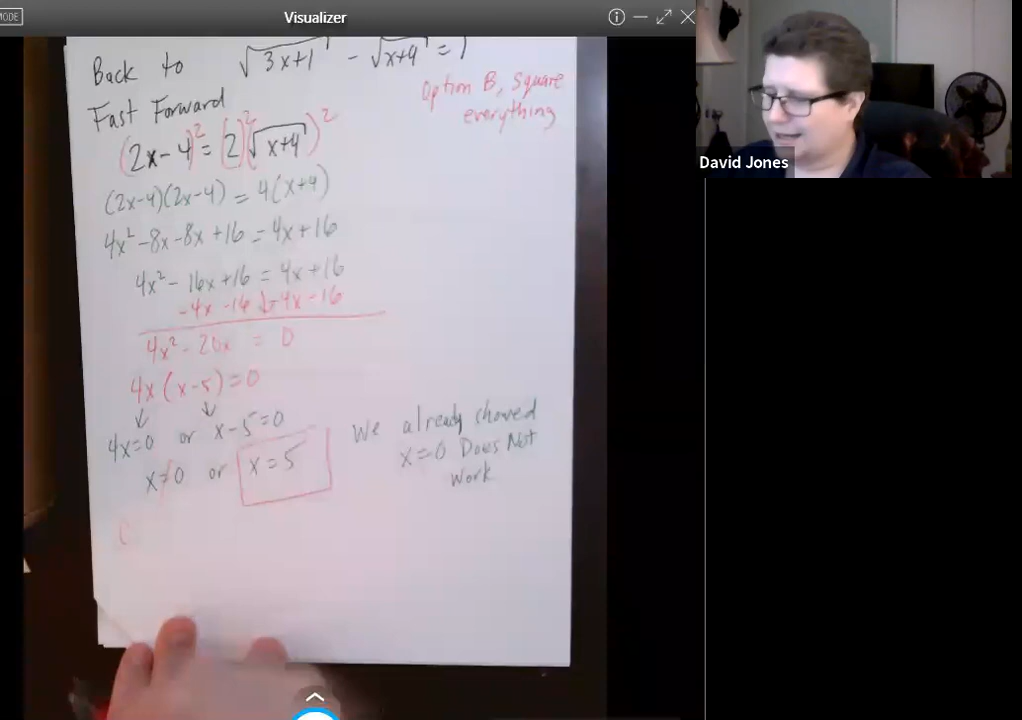 MODE
Visualizer
Back to √3x+1 - √x+4 = 1
Fast Forward
Option B, Square
everything
(2x-4)² = (2)²(√x+4)²
(2x-4)(2x-4) = 4(x+4)
4x²-8x-8x+16 = 4x+16
4x²-16x+16 = 4x+16
-4x -16 ↓-4x-16
4x²-20x = 0
4x(x-5)=0
↓ ↓
4x=0 or x-5=0
x≠0 or x=5
We already showed
x=0 Does Not
Work
C
David Jones